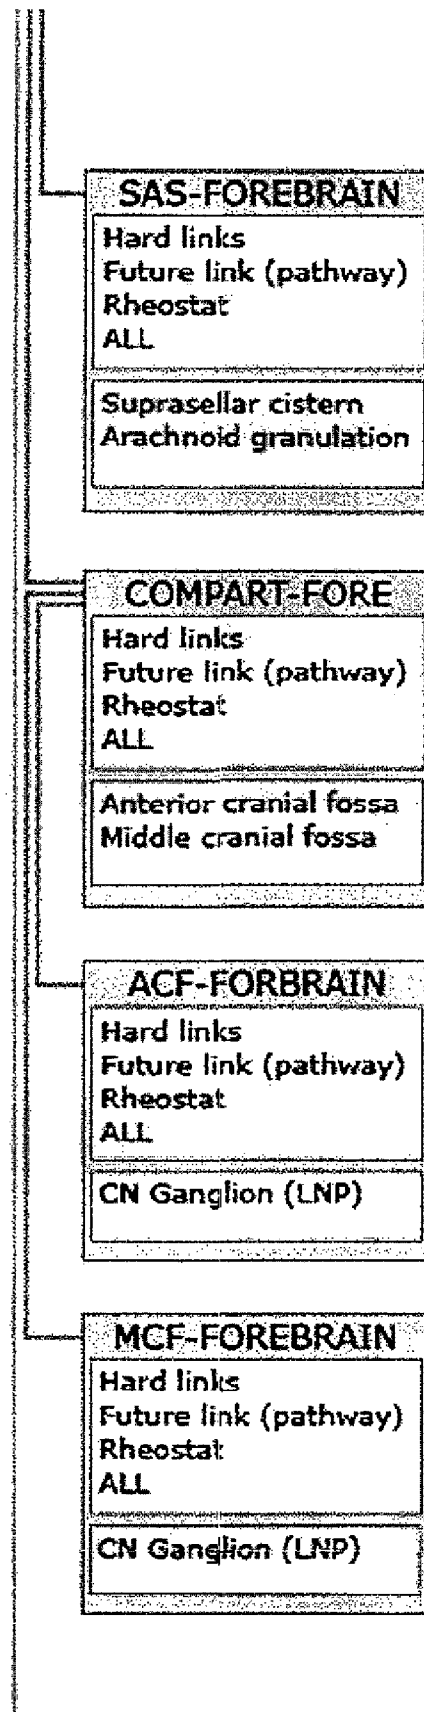 SAS-FOREBRAIN
Hard links
Future link (pathway)
Rheostat
ALL
Suprasellar cistern
Arachnoid granulation
COMPART-FORE
Hard links
Future link (pathway)
Rheostat
ALL
Anterior cranial fossa
Middle cranial fossa
ACF-FORBRAIN
Hard links
Future link (pathway)
Rheostat
ALL
CN Ganglion (LNP)
MCF-FOREBRAIN
Hard links
Future link (pathway)
Rheostat
ALL
CN Ganglion (LNP)